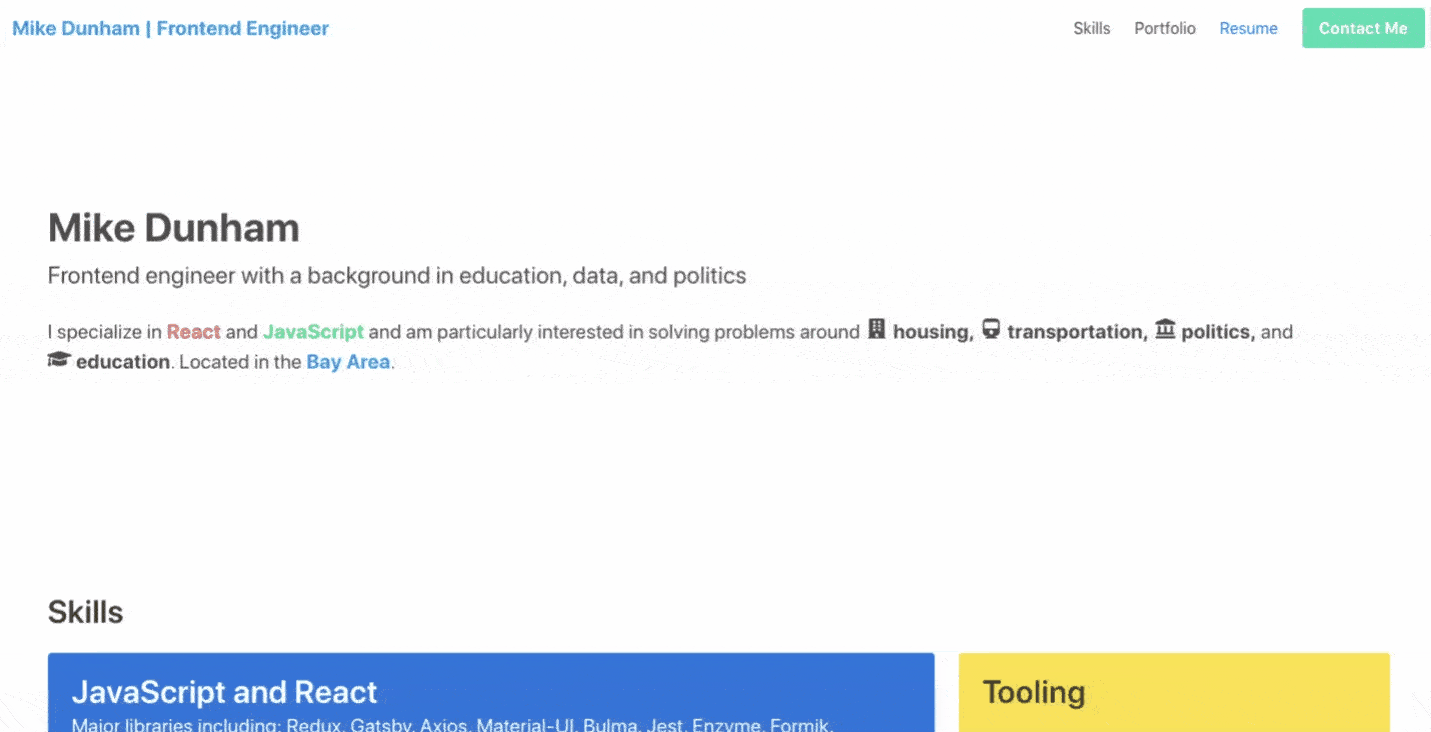 Mike Dunham | Frontend Engineer
Skills
Portfolio
Resume
Contact Me
Mike Dunham
Frontend engineer with a background in education, data, and politics
I specialize in React and JavaScript and am particularly interested in solving problems around housing, transportation, politics, and
education. Located in the Bay Area.
Skills
JavaScript and React
Major libraries including: Redux, Gatsby, Axios, Material-UI, Bulma, Jest, Enzyme, Formik,
Tooling